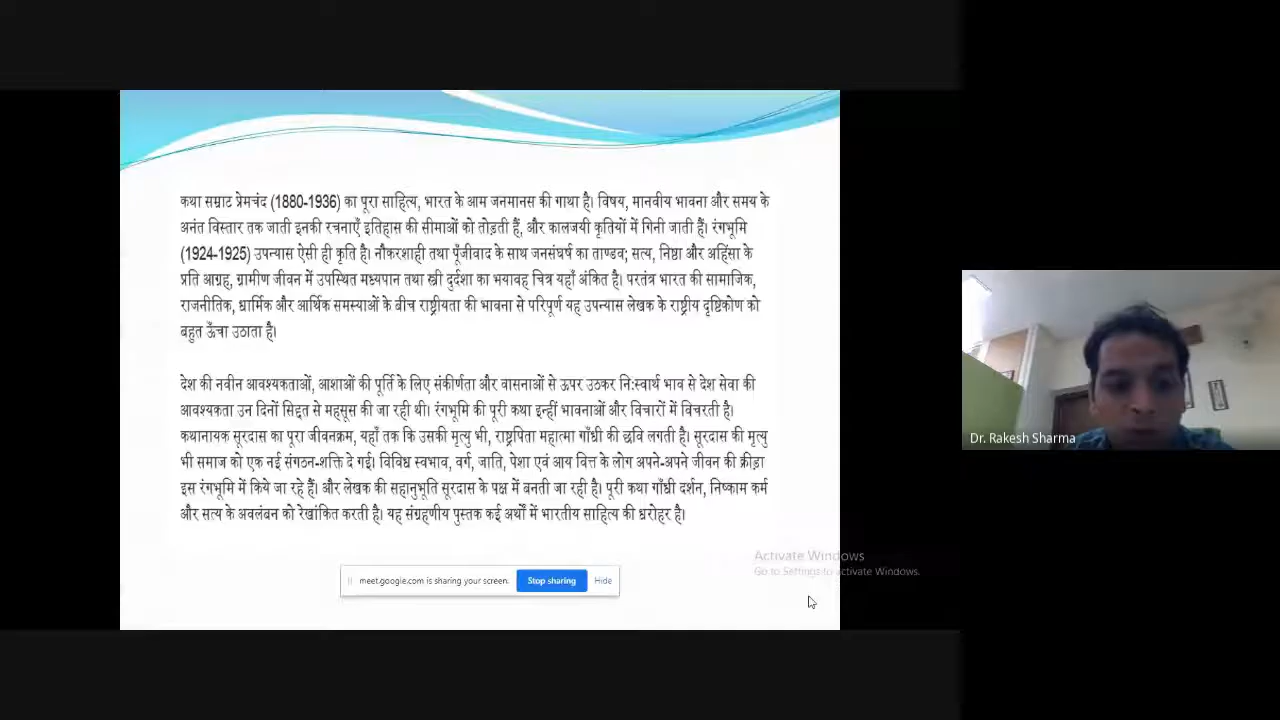 कथा सम्राट प्रेमचंद (1880-1936) का पूरा साहित्य, भारत के आम जनमानस की गाथा है। विषय, मानवीय भावना और समय के
अनंत विस्तार तक जाती इनकी रचनाएँ इतिहास की सीमाओं को तोड़ती हैं, और कालजयी कृतियों में गिनी जाती हैं। रंगभूमि
(1924-1925) उपन्यास ऐसी ही कृति है। नौकरशाही तथा पूँजीवाद के साथ जनसंघर्ष का ताण्डव; सत्य, निष्ठा और अहिंसा के
प्रति आग्रह, ग्रामीण जीवन में उपस्थित मध्यपान तथा स्त्री दुर्दशा का भयावह चित्र यहाँ अंकित है। परतंत्र भारत की सामाजिक,
राजनीतिक, धार्मिक और आर्थिक समस्याओं के बीच राष्ट्रीयता की भावना से परिपूर्ण यह उपन्यास लेखक के राष्ट्रीय दृष्टिकोण को
बहुत ऊँचा उठाता है।
देश की नवीन आवश्यकताओं, आशाओं की पूर्ति के लिए संकीर्णता और वासनाओं से ऊपर उठकर नि:स्वार्थ भाव से देश सेवा की
आवश्यकता उन दिनों सिद्दत से महसूस की जा रही थी। रंगभूमि की पूरी कथा इन्हीं भावनाओं और विचारों में विचरती है।
कथानायक सूरदास का पूरा जीवनक्रम, यहाँ तक कि उसकी मृत्यु भी, राष्ट्रपिता महात्मा गाँधी की छवि लगती है। सूरदास की मृत्यु
भी समाज को एक नई संगठन-शक्ति दे गई। विविध स्वभाव, वर्ग, जाति, पेशा एवं आय वित्त के लोग अपने-अपने जीवन की क्रीड़ा
इस रंगभूमि में किये जा रहे हैं। और लेखक की सहानुभूति सूरदास के पक्ष में बनती जा रही है। पूरी कथा गाँधी दर्शन, निष्काम कर्म
और सत्य के अवलंबन को रेखांकित करती है। यह संग्रहणीय पुस्तक कई अर्थों में भारतीय साहित्य की धरोहर है।
meet.google.com is sharing your screen. Stop sharing Hide
Activate Windows
Go to Settings to activate Windows.
Dr. Rakesh Sharma